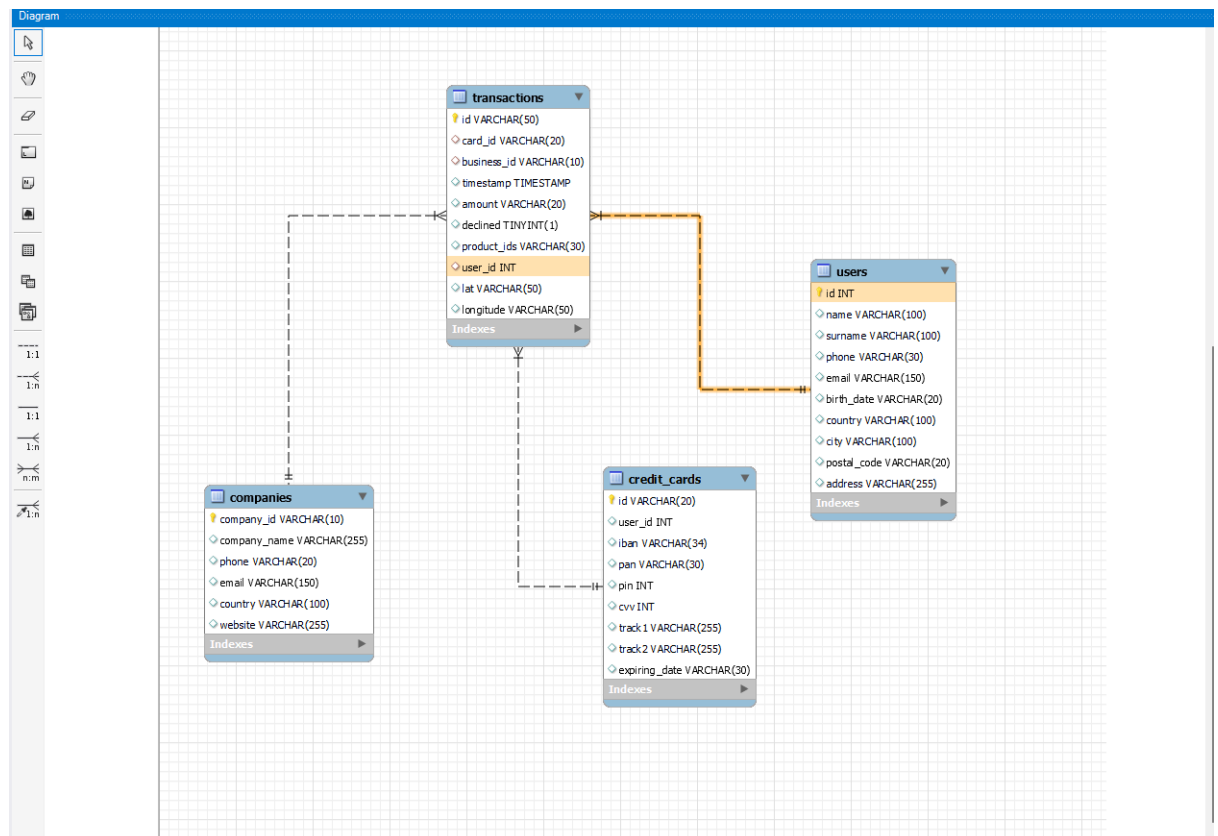 Diagram
transactions
id VARCHAR(50)
card_id VARCHAR(20)
business_id VARCHAR(10)
timestamp TIMESTAMP
amount VARCHAR(20)
declined TINYINT(1)
product_ids VARCHAR(30)
user_id INT
lat VARCHAR(50)
longitude VARCHAR(50)
Indexes
users
id INT
name VARCHAR(100)
surname VARCHAR(100)
phone VARCHAR(30)
email VARCHAR(150)
birth_date VARCHAR(20)
country VARCHAR(100)
city VARCHAR(100)
postal_code VARCHAR(20)
address VARCHAR(255)
Indexes
companies
company_id VARCHAR(10)
company_name VARCHAR(255)
phone VARCHAR(20)
email VARCHAR(150)
country VARCHAR(100)
website VARCHAR(255)
Indexes
credit_cards
id VARCHAR(20)
user_id INT
iban VARCHAR(34)
pan VARCHAR(30)
pin INT
cvv INT
track1 VARCHAR(255)
track2 VARCHAR(255)
expiring_date VARCHAR(30)
Indexes
1:1
1:n
1:1
1:n
n:m
1:n